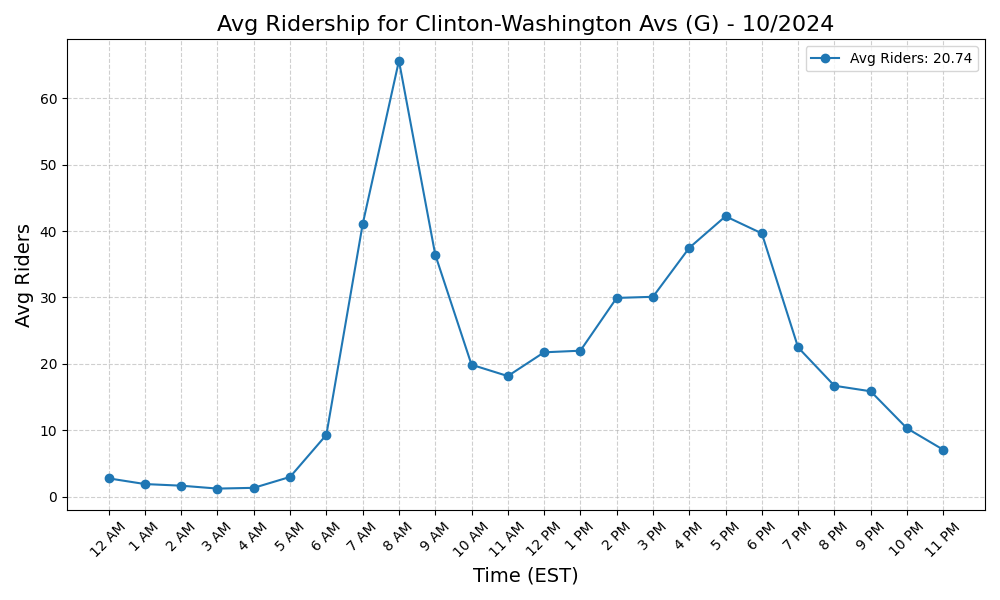 Avg Ridership for Clinton-Washington Avs (G) - 10/2024
Avg Riders: 20.74
Avg Riders
60
50
40
30
20
10
0
12 AM
1 AM
2 AM
3 AM
4 AM
5 AM
6 AM
7 AM
8 AM
9 AM
10 AM
11 AM
12 PM
1 PM
2 PM
3 PM
4 PM
5 PM
6 PM
7 PM
8 PM
9 PM
10 PM
11 PM
Time (EST)